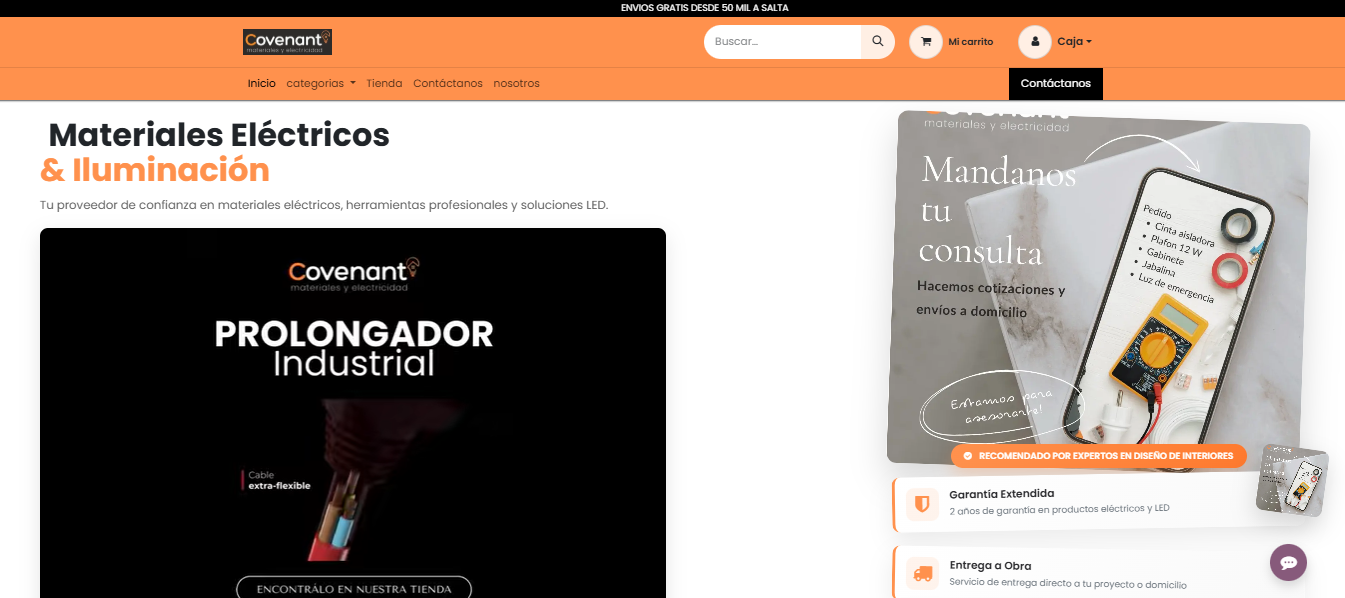 ENVIOS GRATIS DESDE 50 MIL A SALTA
Covenant
materiales y electricidad
Buscar...
Mi carrito
Caja
Inicio
categorias
Tienda
Contáctanos
nosotros
Contáctanos
Materiales Eléctricos
& Iluminación
Tu proveedor de confianza en materiales eléctricos, herramientas profesionales y soluciones LED.
Covenant
materiales y electricidad
PROLONGADOR
Industrial
Cable
extra-flexible
ENCONTRÁLO EN NUESTRA TIENDA
materiales y electricidad
Mandanos
tu
consulta
Hacemos cotizaciones y
envíos a domicilio
Pedido
• Cinta aisladora
• Plafon 12 W
• Gabinete
• Jabalina
• Luz de emergencia
Estamos para
asesorarte!
RECOMENDADO POR EXPERTOS EN DISEÑO DE INTERIORES
Garantía Extendida
2 años de garantía en productos eléctricos y LED
Entrega a Obra
Servicio de entrega directo a tu proyecto o domicilio